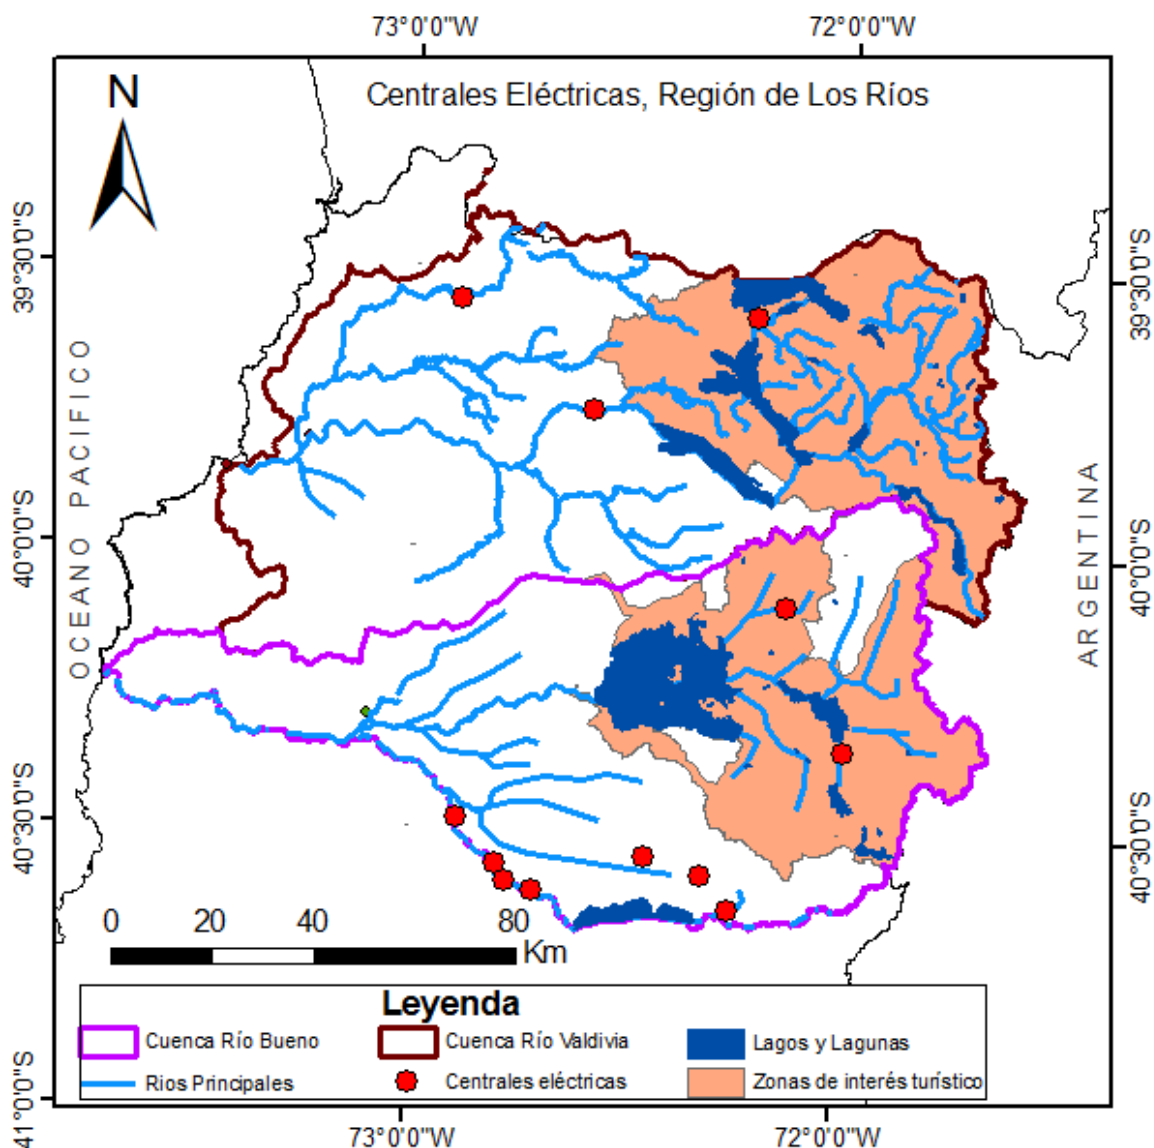 73°0'0"W 72°0'0"W
Centrales Eléctricas, Región de Los Ríos
N
39°30'0"S
39°30'0"S
OCEANO PACIFICO
ARGENTINA
40°0'0"S
40°0'0"S
40°30'0"S
40°30'0"S
0 20 40 80
Km
Leyenda
Cuenca Río Bueno Cuenca Río Valdivia Lagos y Lagunas
Rios Principales Centrales eléctricas Zonas de interés turístico
41°0'0"S
73°0'0"W 72°0'0"W